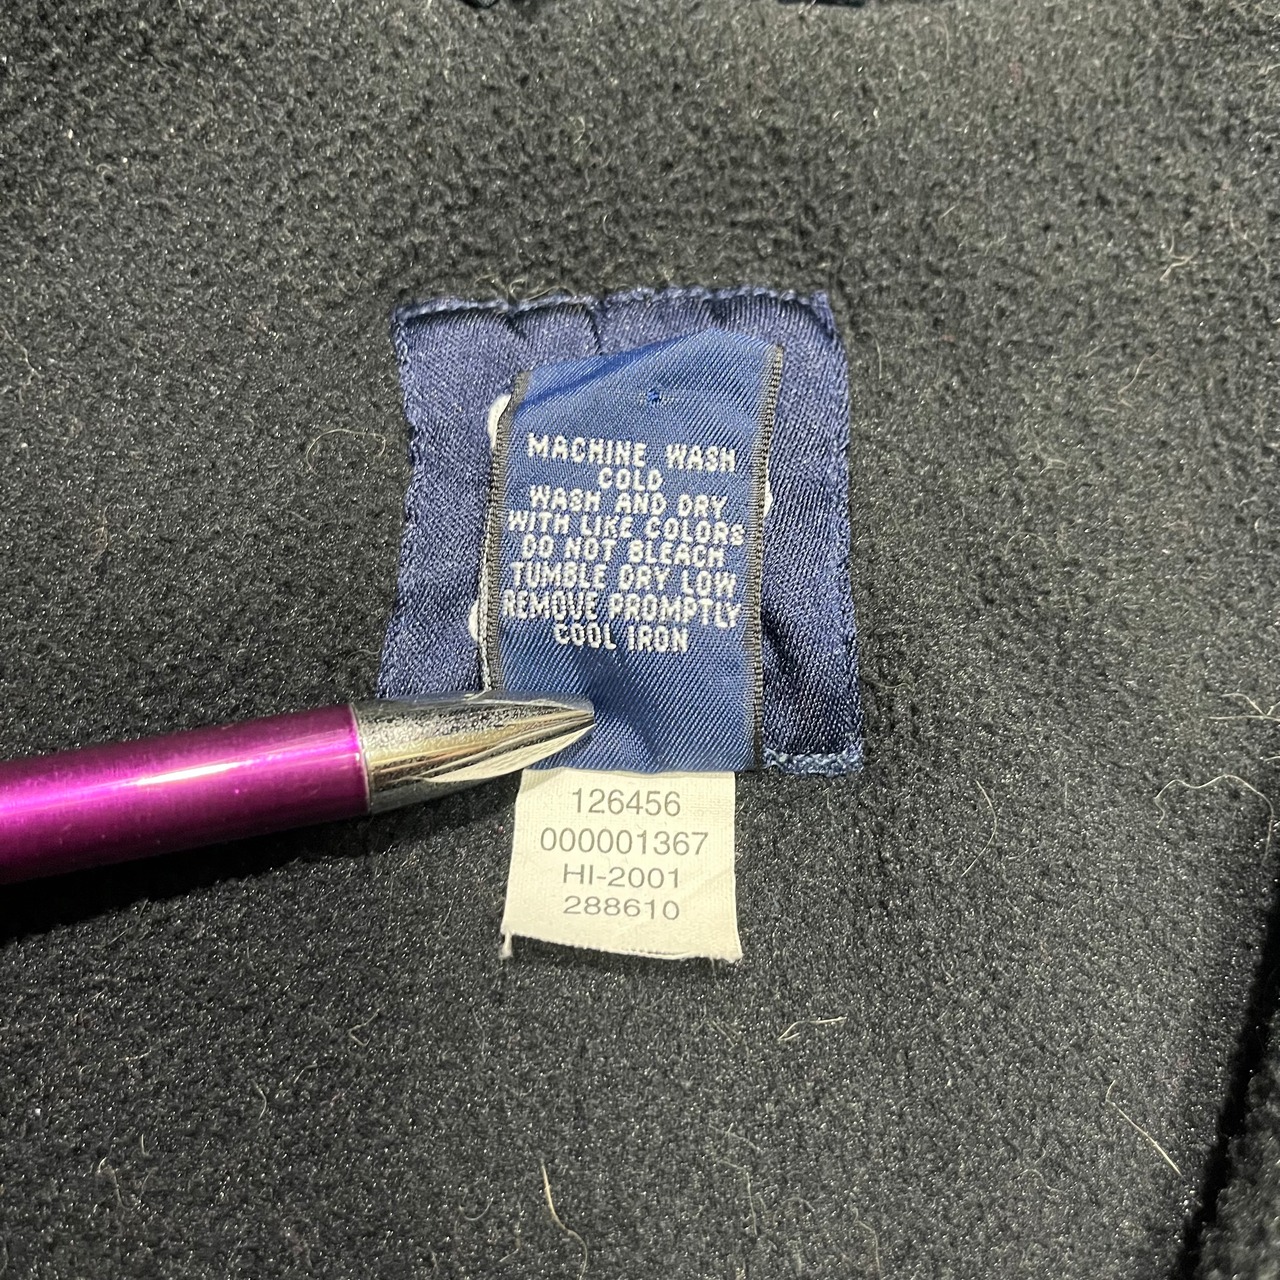 MACHINE WASH
COLD
WASH AND DRY
WITH LIKE COLORS
DO NOT BLEACH
TUMBLE DRY LOW
REMOVE PROMPTLY
COOL IRON
126456
000001367
HI-2001
288610